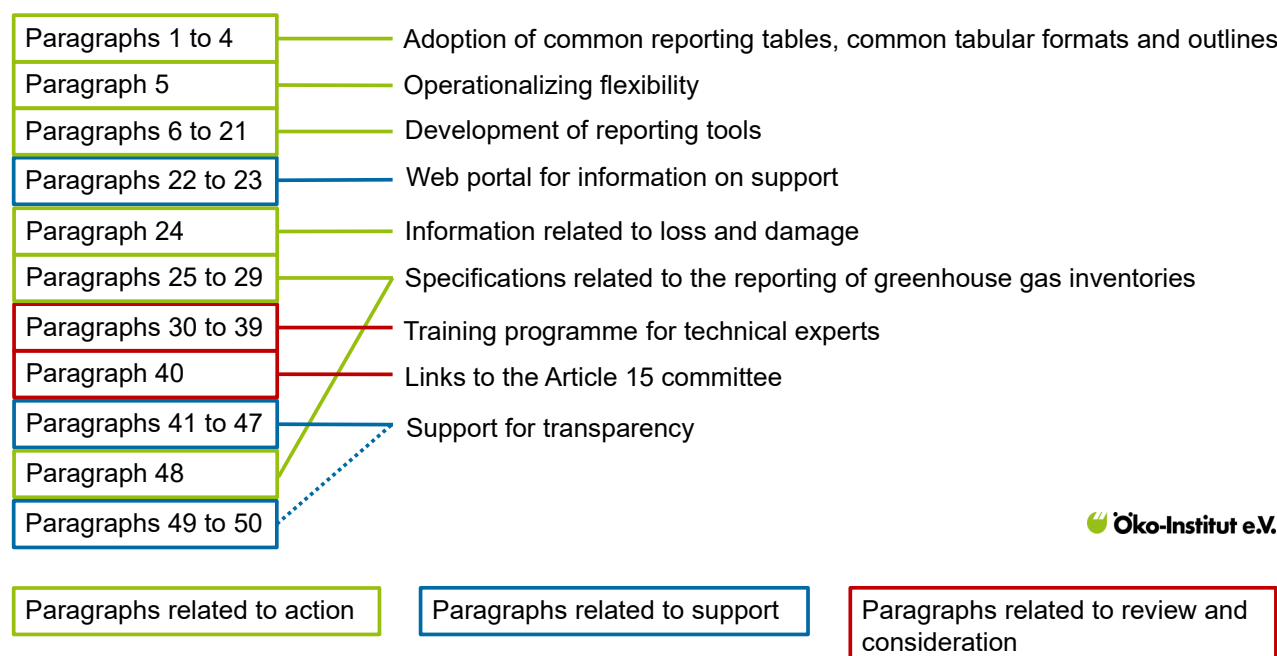 Paragraphs 1 to 4
Adoption of common reporting tables, common tabular formats and outlines
Paragraph 5
Operationalizing flexibility
Paragraphs 6 to 21
Development of reporting tools
Paragraphs 22 to 23
Web portal for information on support
Paragraph 24
Information related to loss and damage
Paragraphs 25 to 29
Specifications related to the reporting of greenhouse gas inventories
Paragraphs 30 to 39
Training programme for technical experts
Paragraph 40
Links to the Article 15 committee
Paragraphs 41 to 47
Support for transparency
Paragraph 48
Paragraphs 49 to 50
Öko-Institut e.V.
Paragraphs related to action
Paragraphs related to support
Paragraphs related to review and
consideration